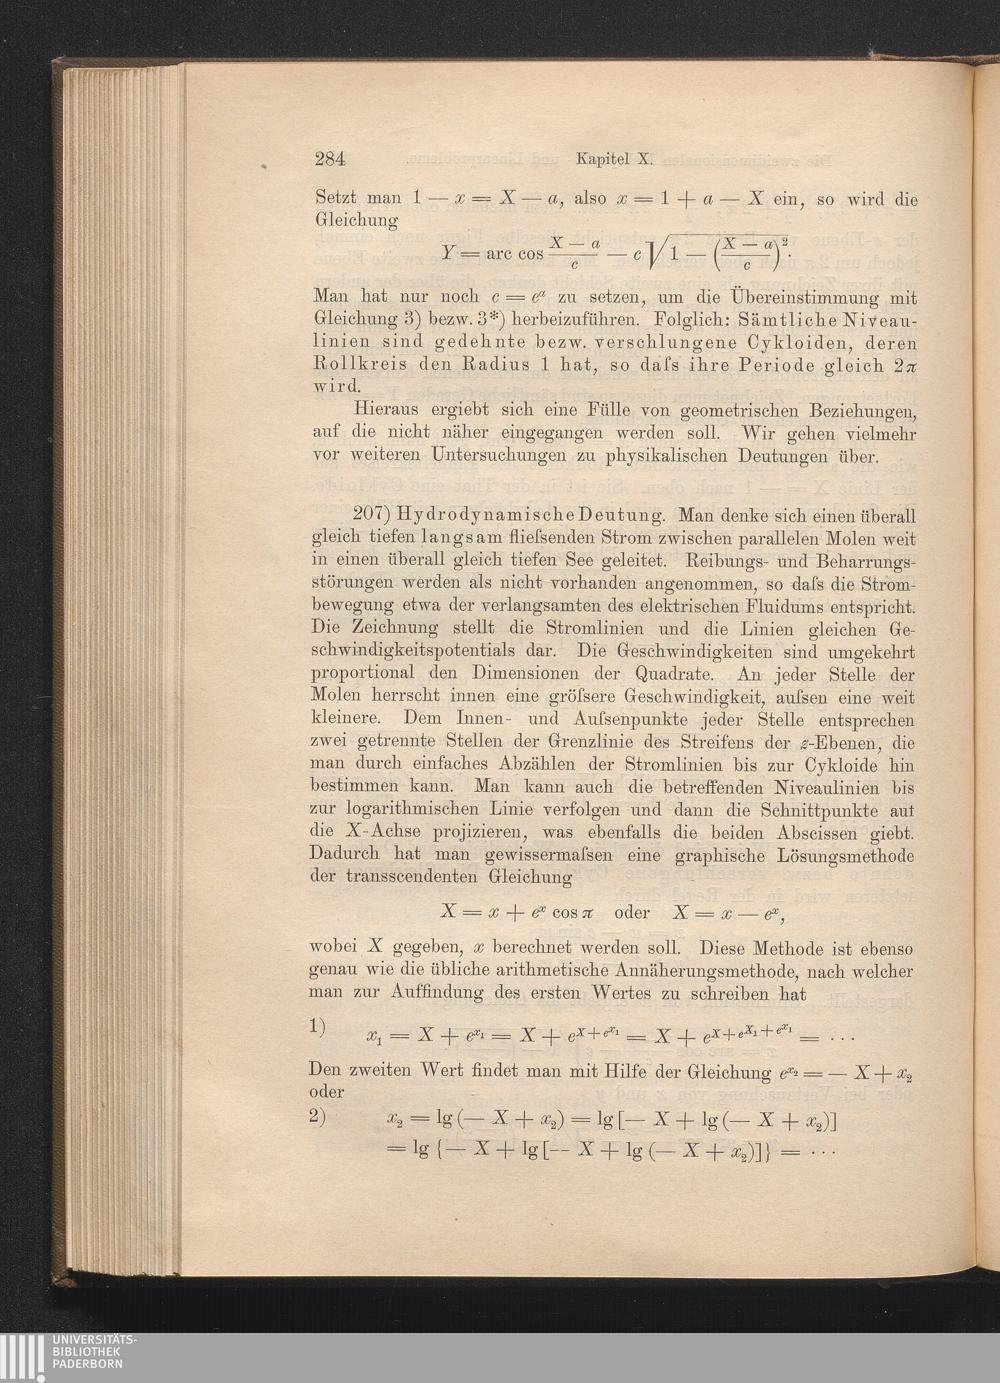 284 Kapitel X.
Setzt man 1 — x = X — a, also x = 1 + a — X ein, so wird die
Gleichung
Y = arc cos (X — a)/c — c √(1 — ((X — a)/c)²).
Man hat nur noch c = eᵃ zu setzen, um die Übereinstimmung mit
Gleichung 3) bezw. 3*) herbeizuführen. Folglich: Sämtliche Niveau-
linien sind gedehnte bezw. verschlungene Cykloiden, deren
Rollkreis den Radius 1 hat, so daſs ihre Periode gleich 2π
wird.
Hieraus ergiebt sich eine Fülle von geometrischen Beziehungen,
auf die nicht näher eingegangen werden soll. Wir gehen vielmehr
vor weiteren Untersuchungen zu physikalischen Deutungen über.
207) Hydrodynamische Deutung. Man denke sich einen überall
gleich tiefen langsam flieſsenden Strom zwischen parallelen Molen weit
in einen überall gleich tiefen See geleitet. Reibungs- und Beharrungs-
störungen werden als nicht vorhanden angenommen, so daſs die Strom-
bewegung etwa der verlangsamten des elektrischen Fluidums entspricht.
Die Zeichnung stellt die Stromlinien und die Linien gleichen Ge-
schwindigkeitspotentials dar. Die Geschwindigkeiten sind umgekehrt
proportional den Dimensionen der Quadrate. An jeder Stelle der
Molen herrscht innen eine gröſsere Geschwindigkeit, auſsen eine weit
kleinere. Dem Innen- und Auſsenpunkte jeder Stelle entsprechen
zwei getrennte Stellen der Grenzlinie des Streifens der z-Ebenen, die
man durch einfaches Abzählen der Stromlinien bis zur Cykloide hin
bestimmen kann. Man kann auch die betreffenden Niveaulinien bis
zur logarithmischen Linie verfolgen und dann die Schnittpunkte auf
die X-Achse projizieren, was ebenfalls die beiden Abscissen giebt.
Dadurch hat man gewissermaſsen eine graphische Lösungsmethode
der transscendenten Gleichung
X = x + eˣ cos π oder X = x — eˣ,
wobei X gegeben, x berechnet werden soll. Diese Methode ist ebenso
genau wie die übliche arithmetische Annäherungsmethode, nach welcher
man zur Auffindung des ersten Wertes zu schreiben hat
1) x₁ = X + e^{x₁} = X + e^{X + e^{x₁}} = X + e^{X + e^{X₁ + e^{x₁}}} = · · ·
Den zweiten Wert findet man mit Hilfe der Gleichung e^{x₂} = — X + x₂
oder
2) x₂ = lg (— X + x₂) = lg [— X + lg (— X + x₂)]
= lg {— X + lg [— X + lg (— X + x₂)]} = · · ·
UNIVERSITÄTS-
BIBLIOTHEK
PADERBORN